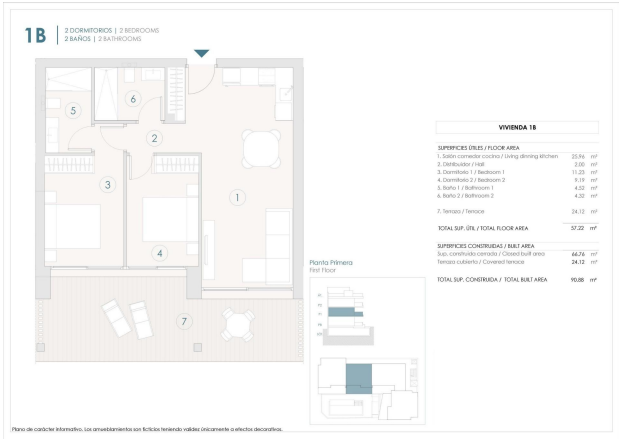 1B
2 DORMITORIOS | 2 BEDROOMS
2 BAÑOS | 2 BATHROOMS
5
6
2
3
1
4
7
Planta Primera
First Floor
VIVIENDA 1B
SUPERFICIES ÚTILES / FLOOR AREA
1. Salón comedor cocina / Living dinning kitchen 25,96 m²
2. Distribuidor / Hall 2,00 m²
3. Dormitorio 1 / Bedroom 1 11,23 m²
4. Dormitorio 2 / Bedroom 2 9,19 m²
5. Baño 1 / Bathroom 1 4,52 m²
6. Baño 2 / Bathroom 2 4,32 m²
7. Terraza / Terrace 24,12 m²
TOTAL SUP. ÚTIL / TOTAL FLOOR AREA 57,22 m²
SUPERFICIES CONSTRUIDAS / BUILT AREA
Sup. construida cerrada / Closed built area 66,76 m²
Terraza cubierta / Covered terrace 24,12 m²
TOTAL SUP. CONSTRUIDA / TOTAL BUILT AREA 90,88 m²
Plano de carácter informativo. Los amueblamientos son ficticios teniendo validez únicamente a efectos decorativos.